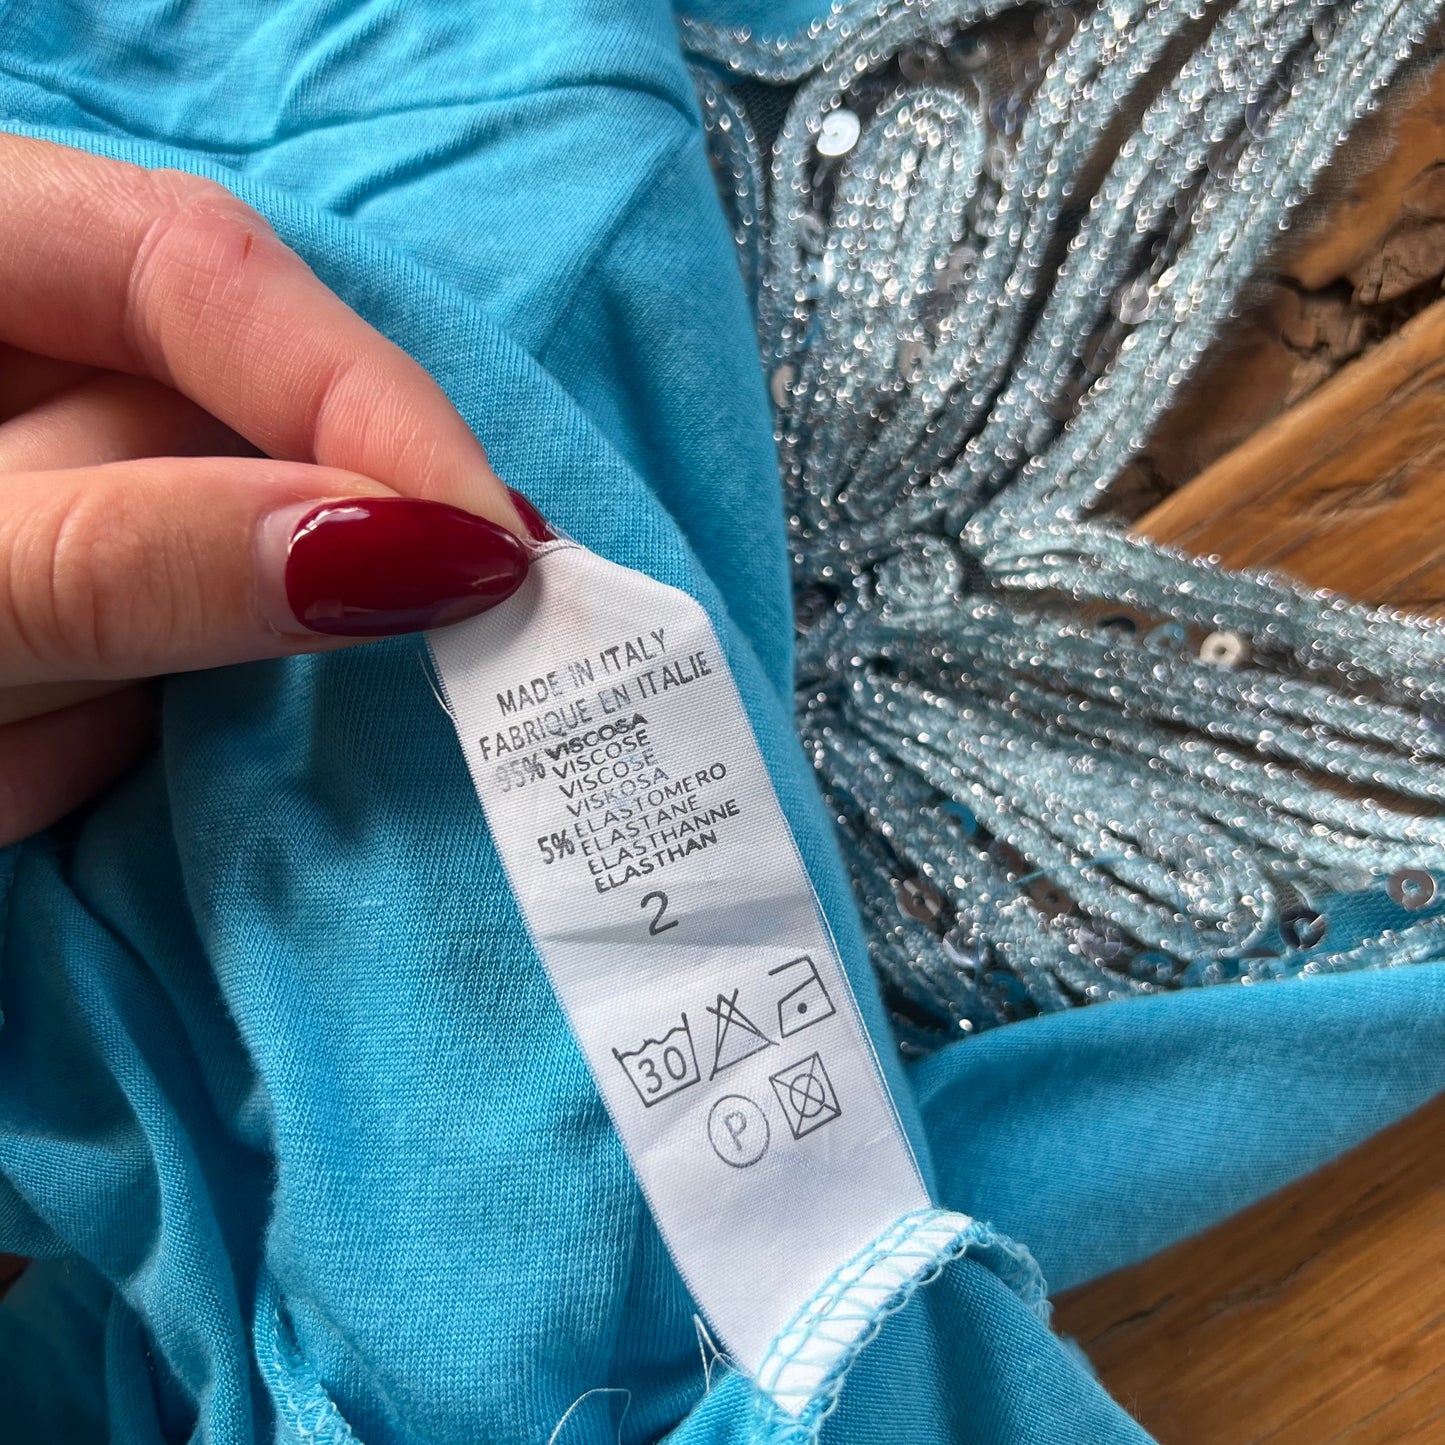 MADE IN ITALY
FABRIQUE EN ITALIE
95% VISCOSA
VISCOSE
VISCOSE
VISKOSA
5% ELASTOMERO
ELASTANE
ELASTHANNE
ELASTHAN
2
30
P